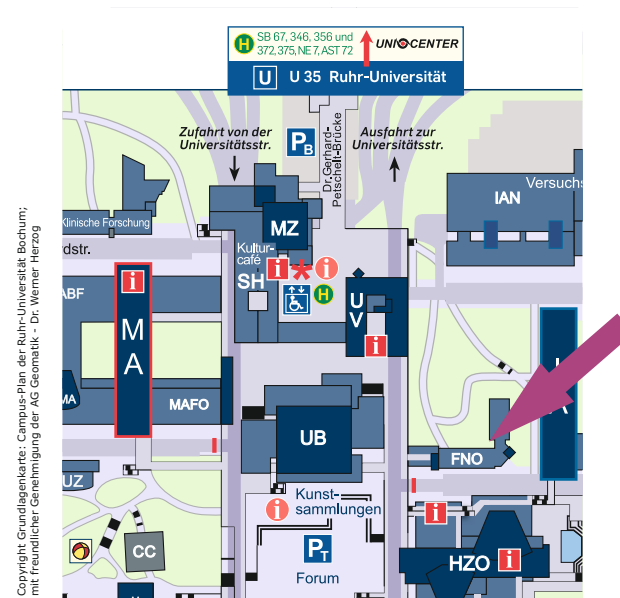 H SB 67, 346, 356 und
372, 375, NE 7, AST 72
UNICENTER
U U 35 Ruhr-Universität
Zufahrt von der
Universitätsstr.
PB
Dr.Gerhard-
Petschelt-Brücke
Ausfahrt zur
Universitätsstr.
Versuchs
IAN
Klinische Forschung
MZ
dstr.
Kultur-
café
i * i
SH
H
i
ABF
M
A
U
V
i
I
A
MA
MAFO
UB
FNO
UZ
Kunst-
sammlungen
i
i
CC
PT
Forum
HZO i
Copyright Grundlagenkarte: Campus-Plan der Ruhr-Universität Bochum;
mit freundlicher Genehmigung der AG Geomatik - Dr. Werner Herzog